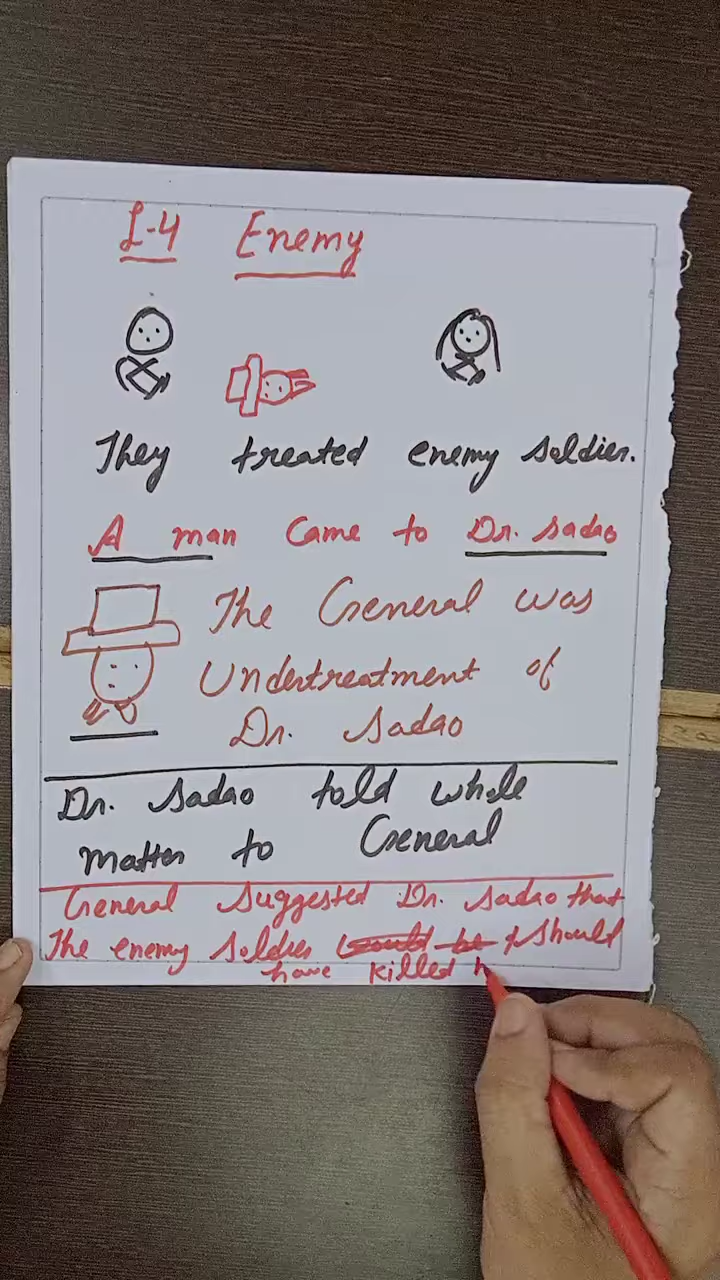 L-4 Enemy
They treated enemy soldier.
A man came to Dr. Sadao
The General was
Undertreatment of
Dr. Sadao
Dr. Sadao told whole
matter to General
General suggested Dr. Sadao that
The enemy soldier should
have killed